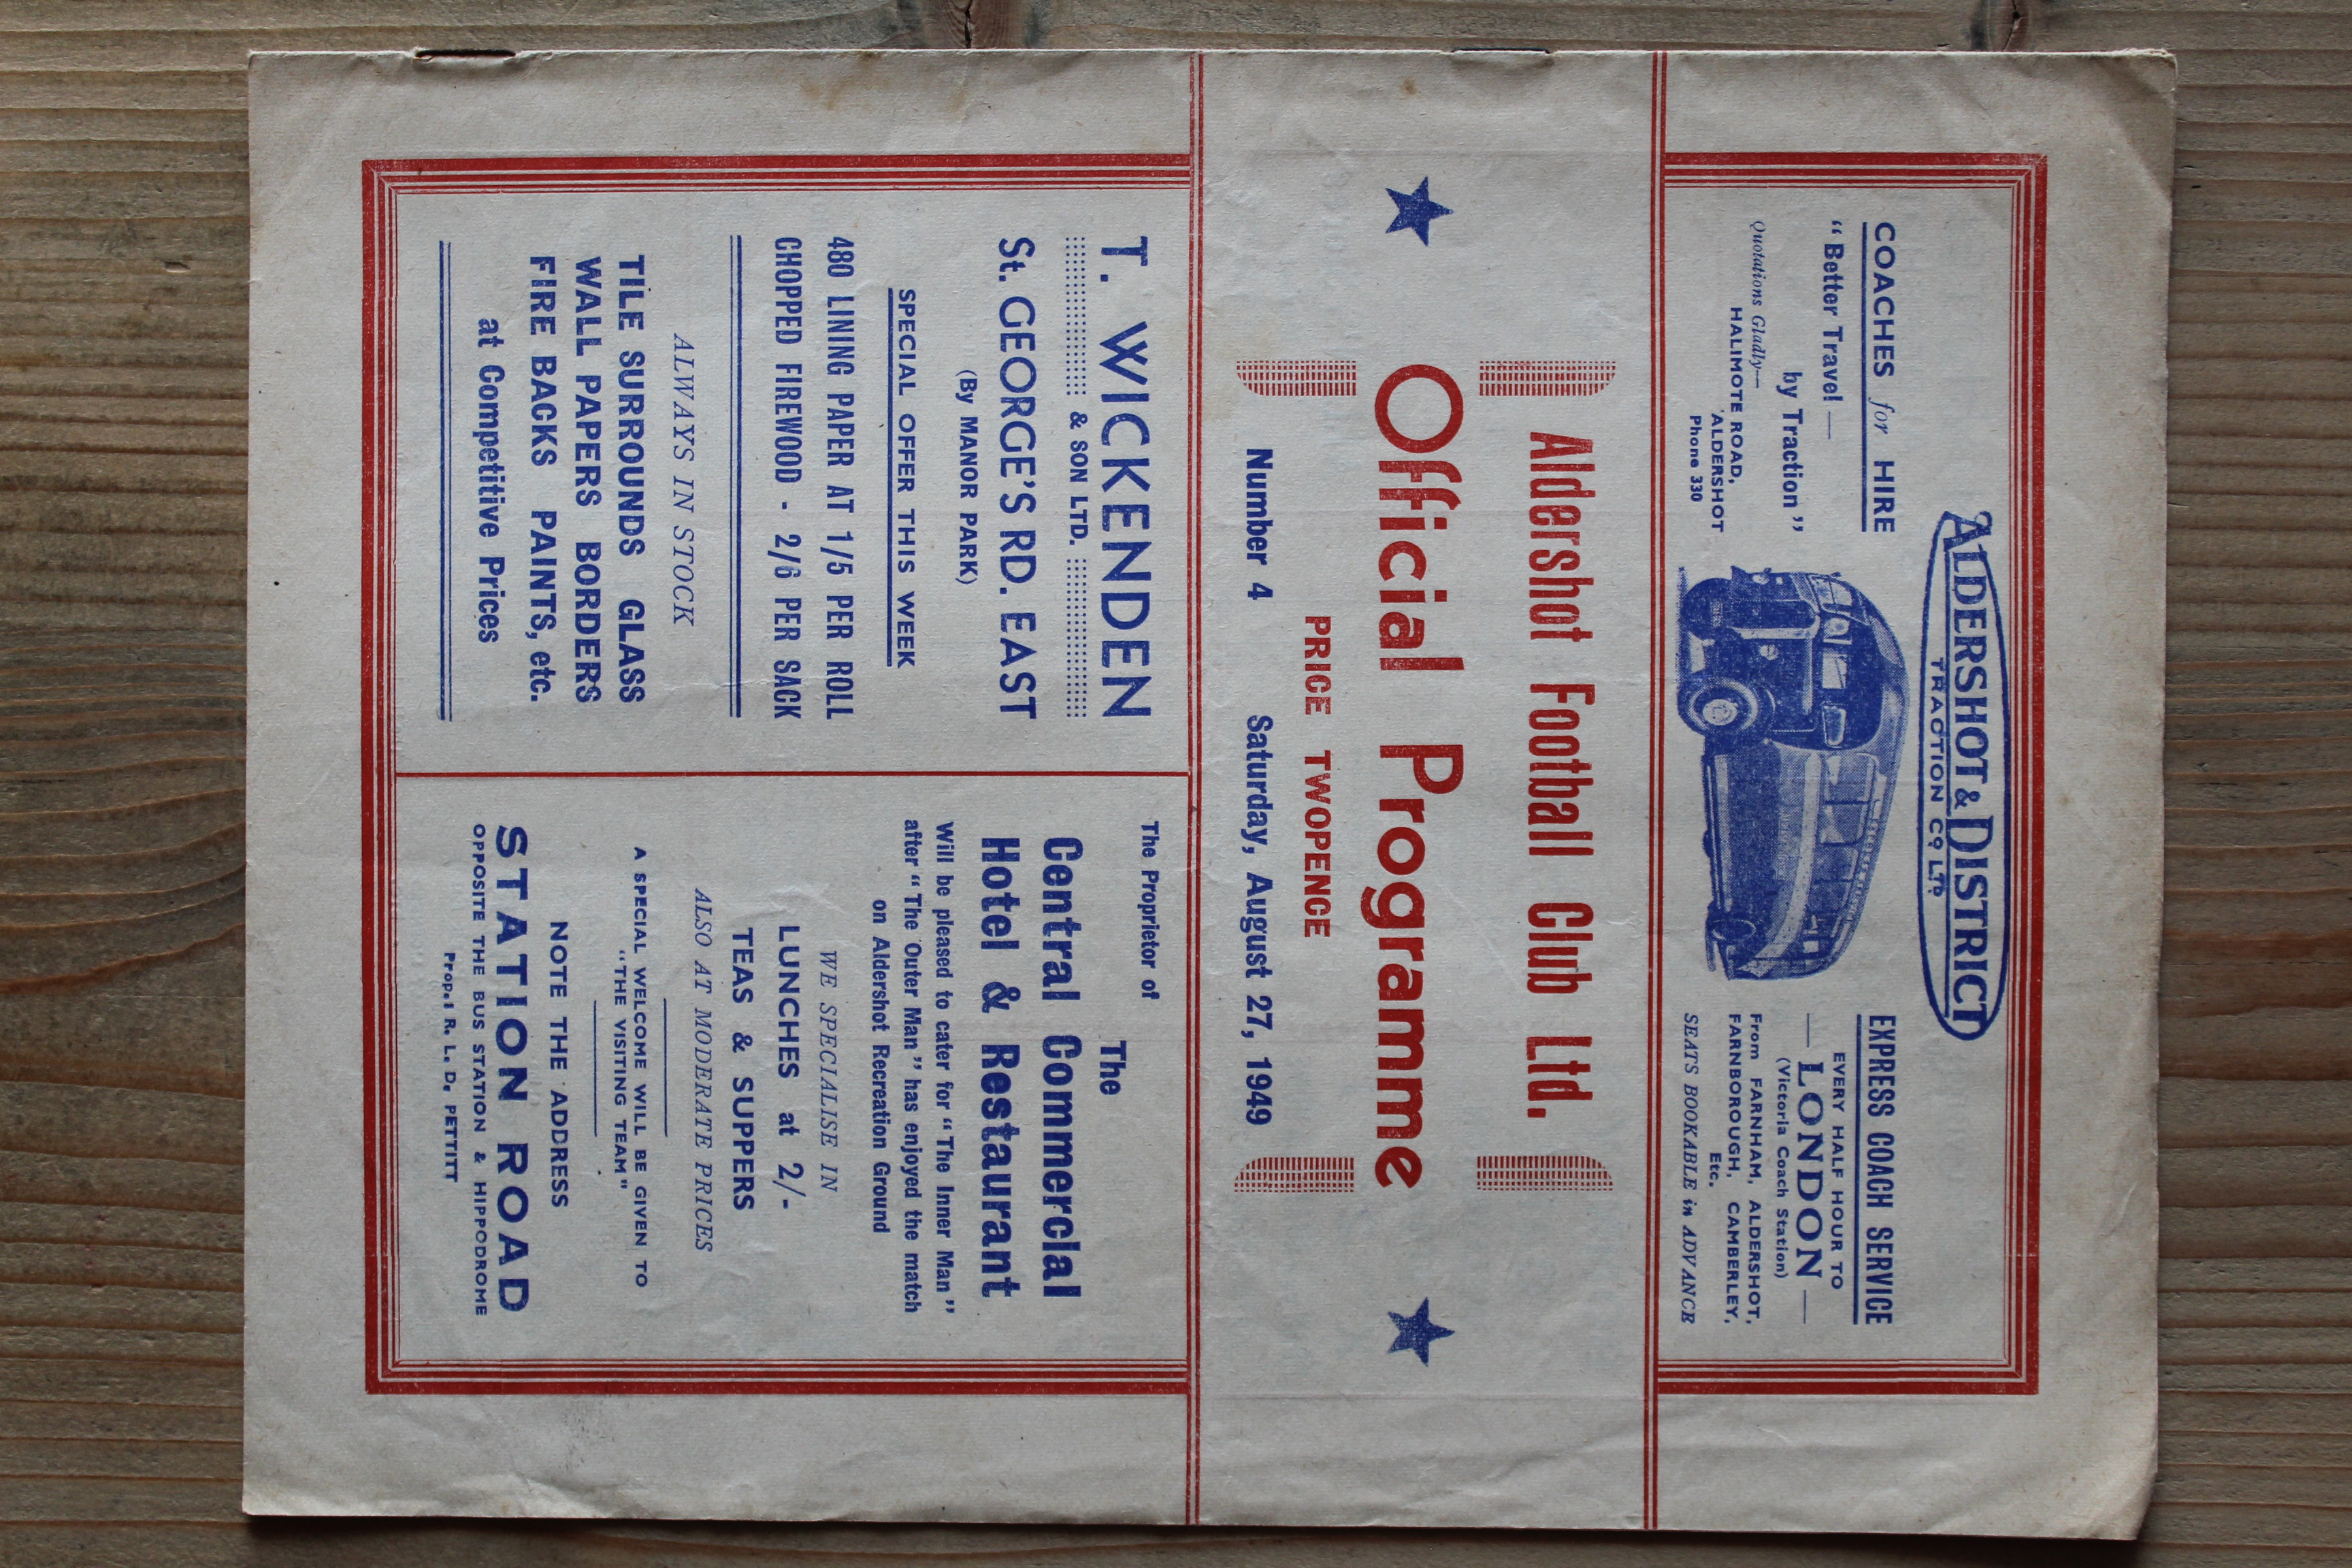 ALDERSHOT & DISTRICT
TRACTION CO LTD
COACHES for HIRE
"Better Travel —
by Traction"
Quotations Gladly—
HALIMOTE ROAD,
ALDERSHOT
Phone 330
EXPRESS COACH SERVICE
EVERY HALF HOUR TO
— LONDON —
(Victoria Coach Station)
From FARNHAM, ALDERSHOT,
FARNBOROUGH, CAMBERLEY,
Etc.
SEATS BOOKABLE in ADVANCE
Aldershot Football Club Ltd.
Official Programme
PRICE TWOPENCE
Number 4 Saturday, August 27, 1949
T. WICKENDEN
& SON LTD.
St. GEORGE'S RD. EAST
(By MANOR PARK)
SPECIAL OFFER THIS WEEK
480 LINING PAPER AT 1/5 PER ROLL
CHOPPED FIREWOOD - 2/6 PER SACK
ALWAYS IN STOCK
TILE SURROUNDS GLASS
WALL PAPERS BORDERS
FIRE BACKS PAINTS, etc.
at Competitive Prices
The Proprietor of
The
Central Commercial
Hotel & Restaurant
Will be pleased to cater for "The Inner Man"
after "The Outer Man" has enjoyed the match
on Aldershot Recreation Ground
WE SPECIALISE IN
LUNCHES at 2/-
TEAS & SUPPERS
ALSO AT MODERATE PRICES
A SPECIAL WELCOME WILL BE GIVEN TO
"THE VISITING TEAM"
NOTE THE ADDRESS
STATION ROAD
OPPOSITE THE BUS STATION & HIPPODROME
Prop.: R. L. D. PETTITT